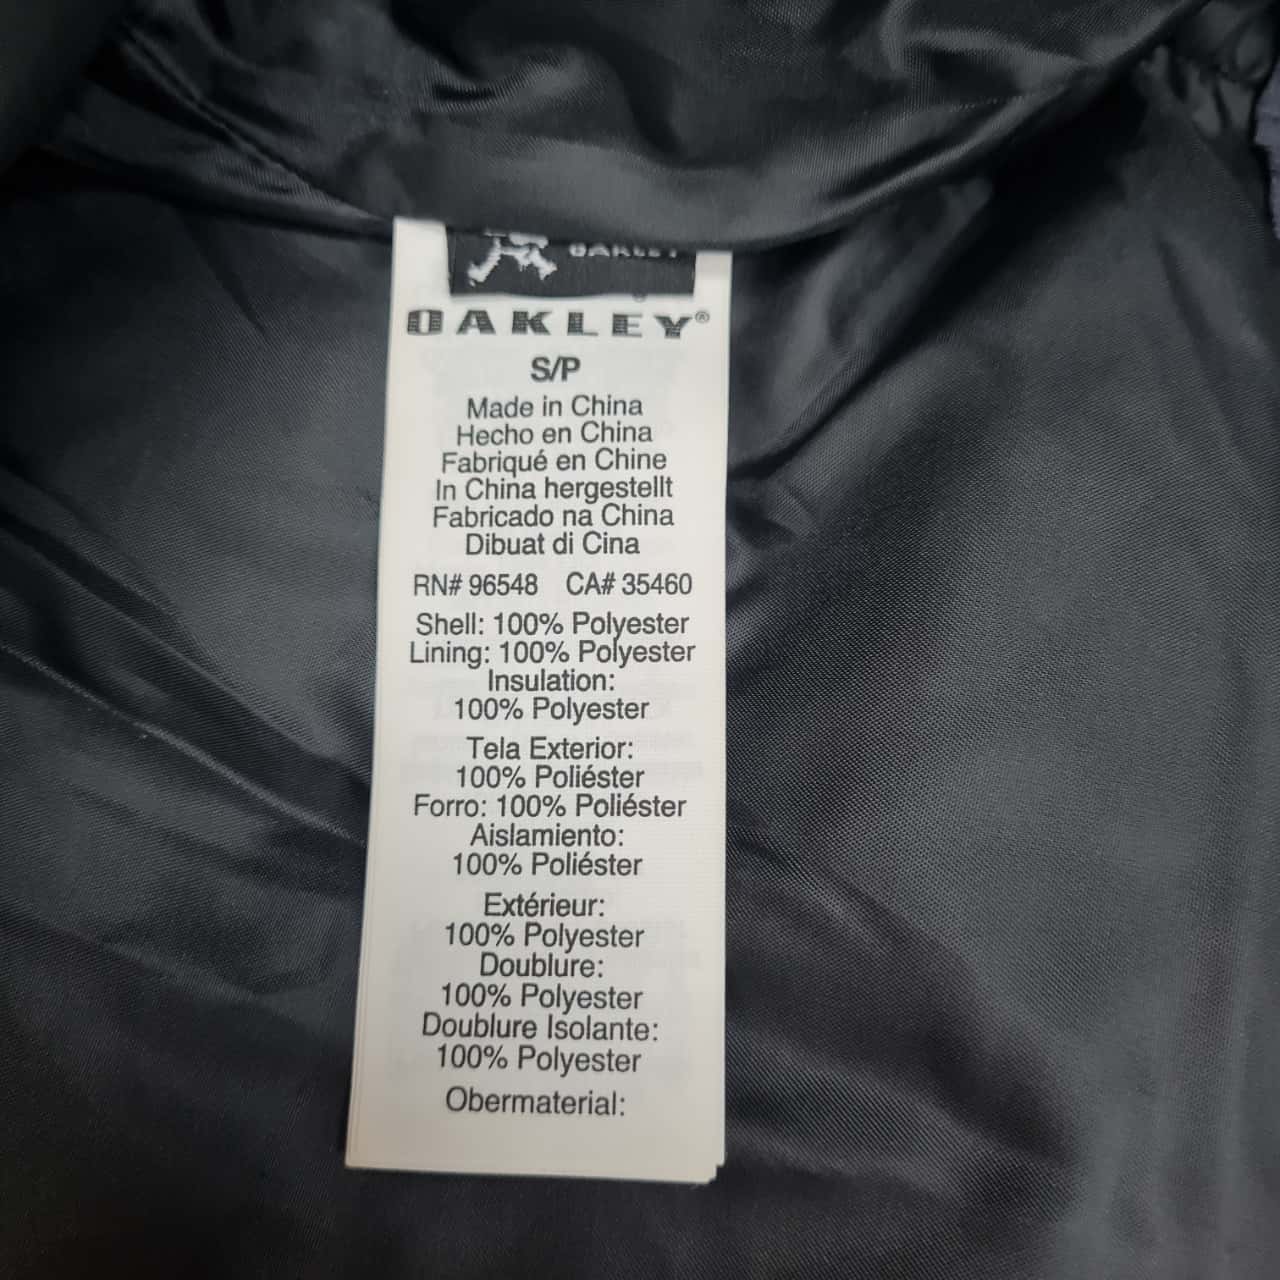 OAKLEY
OAKLEY®
S/P
Made in China
Hecho en China
Fabriqué en Chine
In China hergestellt
Fabricado na China
Dibuat di Cina
RN# 96548 CA# 35460
Shell: 100% Polyester
Lining: 100% Polyester
Insulation:
100% Polyester
Tela Exterior:
100% Poliéster
Forro: 100% Poliéster
Aislamiento:
100% Poliéster
Extérieur:
100% Polyester
Doublure:
100% Polyester
Doublure Isolante:
100% Polyester
Obermaterial: